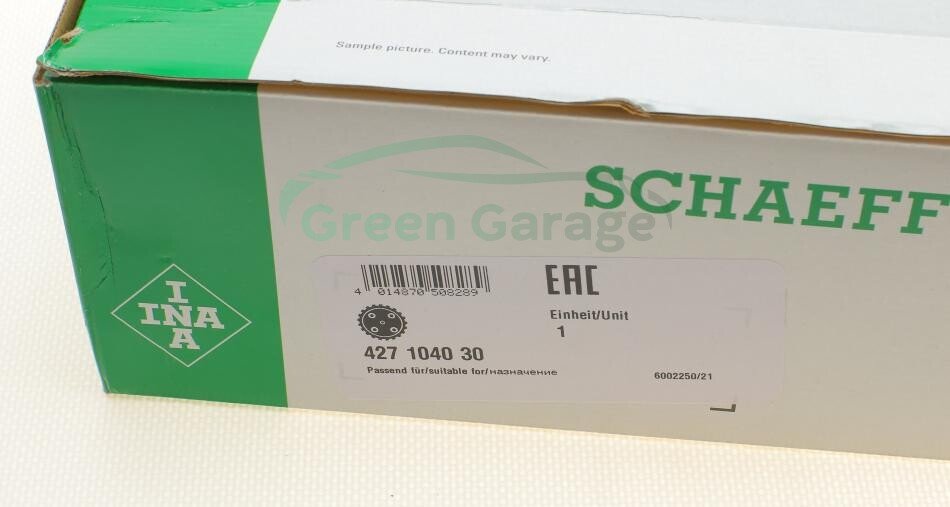 Sample picture. Content may vary.
SCHAEFF
Green Garage
4 014870 508289
EAC
Einheit/Unit
1
427 1040 30
Passend für/suitable for/назначение
6002250/21
I
INA
A